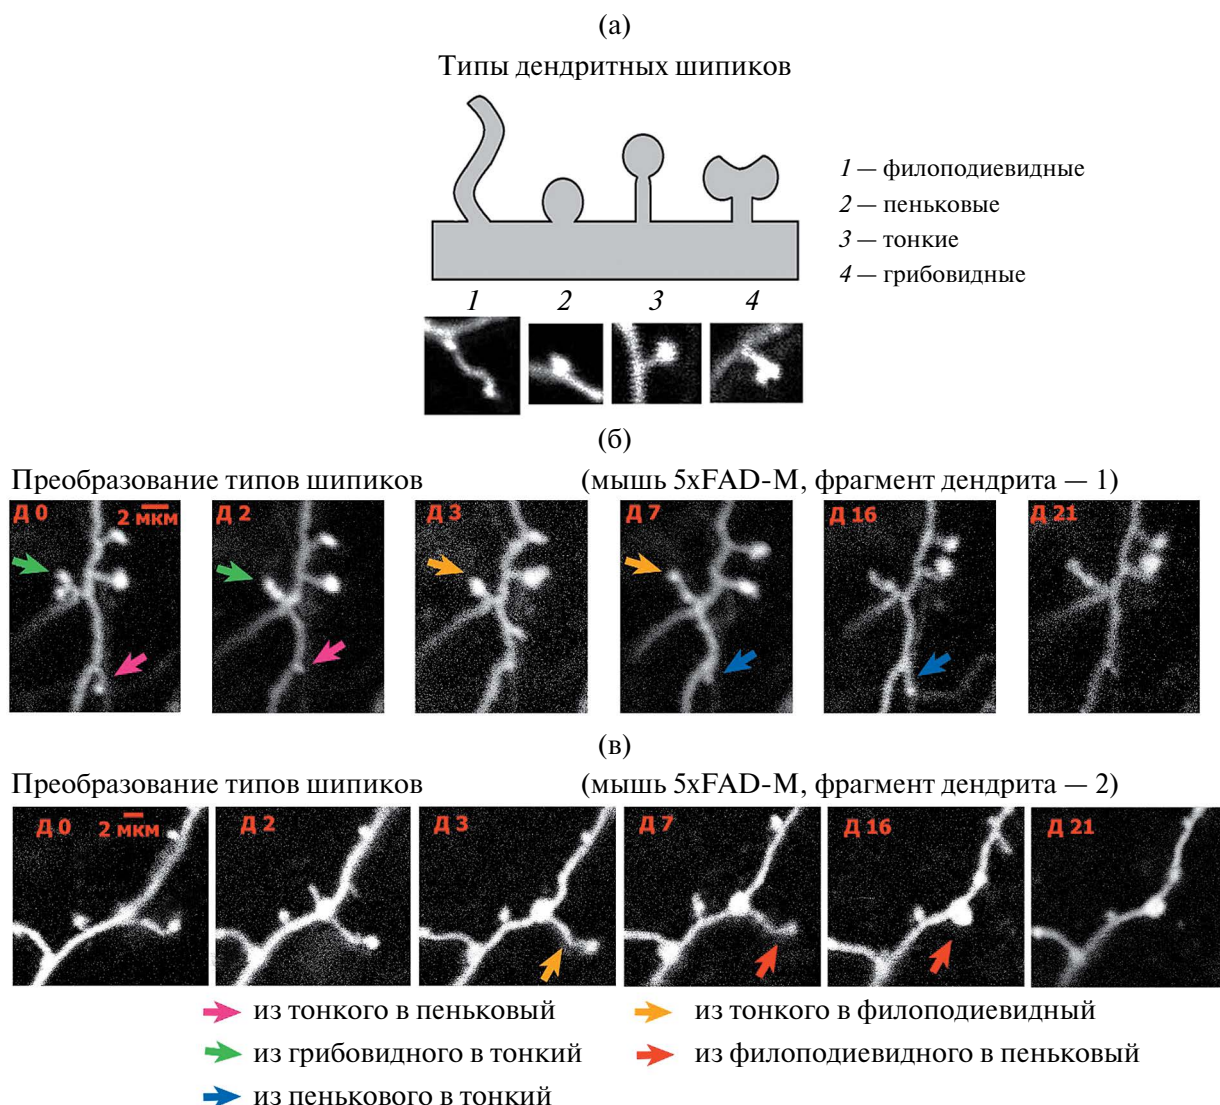 (а)
Типы дендритных шипиков
1 — филоподиевидные
2 — пеньковые
3 — тонкие
4 — грибовидные
1 2 3 4
(б)
Преобразование типов шипиков (мышь 5xFAD-M, фрагмент дендрита — 1)
Д 0 Д 2 Д 3 Д 7 Д 16 Д 21
2 мкм
(в)
Преобразование типов шипиков (мышь 5xFAD-M, фрагмент дендрита — 2)
Д 0 Д 2 Д 3 Д 7 Д 16 Д 21
2 мкм
из тонкого в пеньковый из тонкого в филоподиевидный
из грибовидного в тонкий из филоподиевидного в пеньковый
из пенькового в тонкий